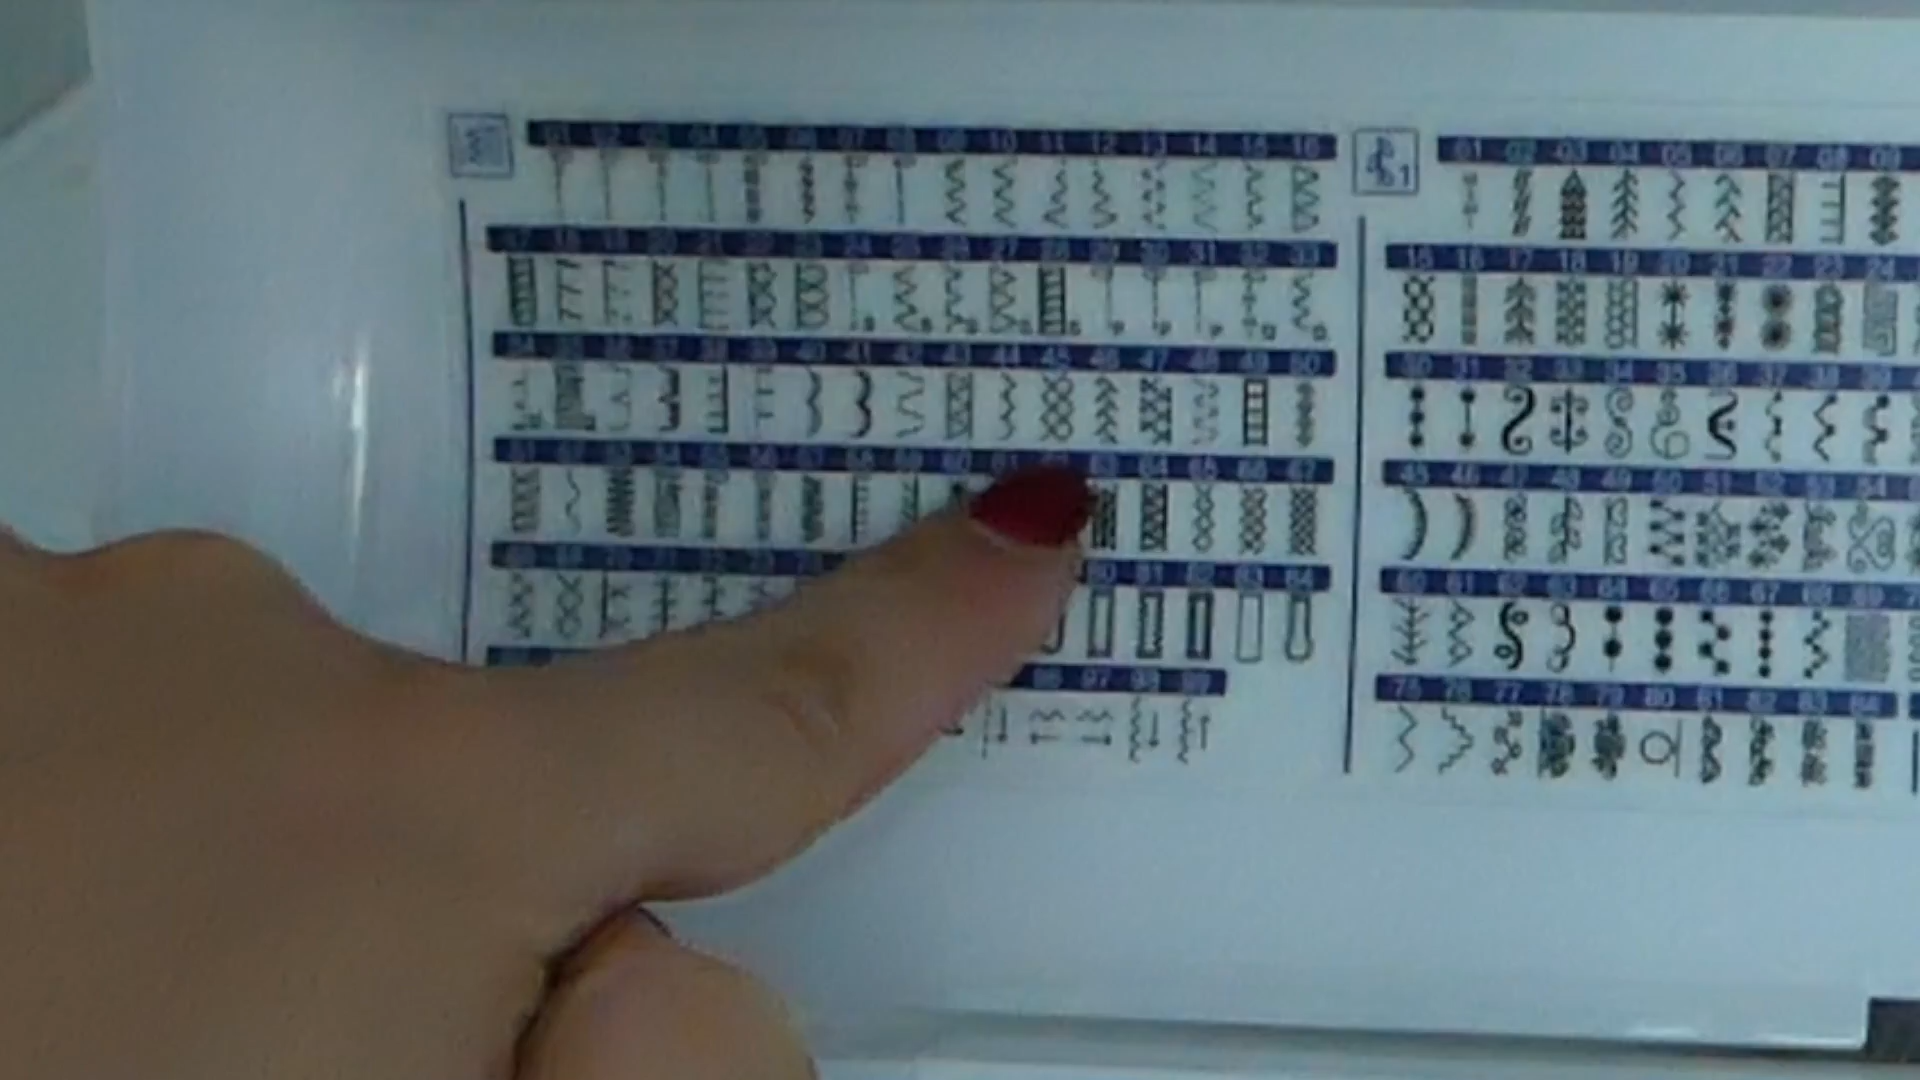 01 02 03 04 05 06 07 08 09 10 11 12 13 14 15 16
17 18 19 20 21 22 23 24 25 26 27 28 29 30 31 32 33
34 35 36 37 38 39 40 41 42 43 44 45 46 47 48 49 50
51 52 53 54 55 56 57 58 59 60 61 62 63 64 65 66 67
80 81 82 83 84
96 97 98 99
1
01 02 03 04 05 06 07 08 09
15 16 17 18 19 20 21 22 23 24
30 31 32 33 34 35 36 37 38 39
45 46 47 48 49 50 51 52 53 54
60 61 62 63 64 65 66 67 68 69
75 76 77 78 79 80 81 82 83 84